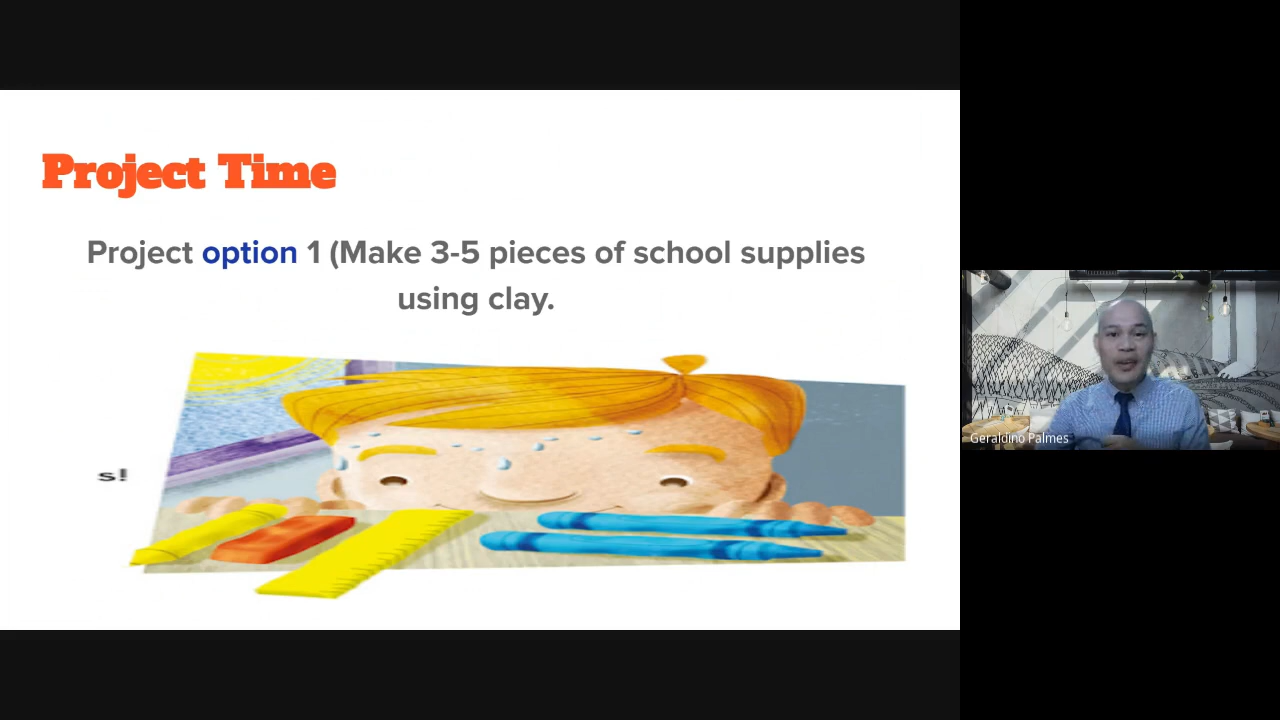 Project Time
Project option 1 (Make 3-5 pieces of school supplies
using clay.
s!
Geraldino Palmes